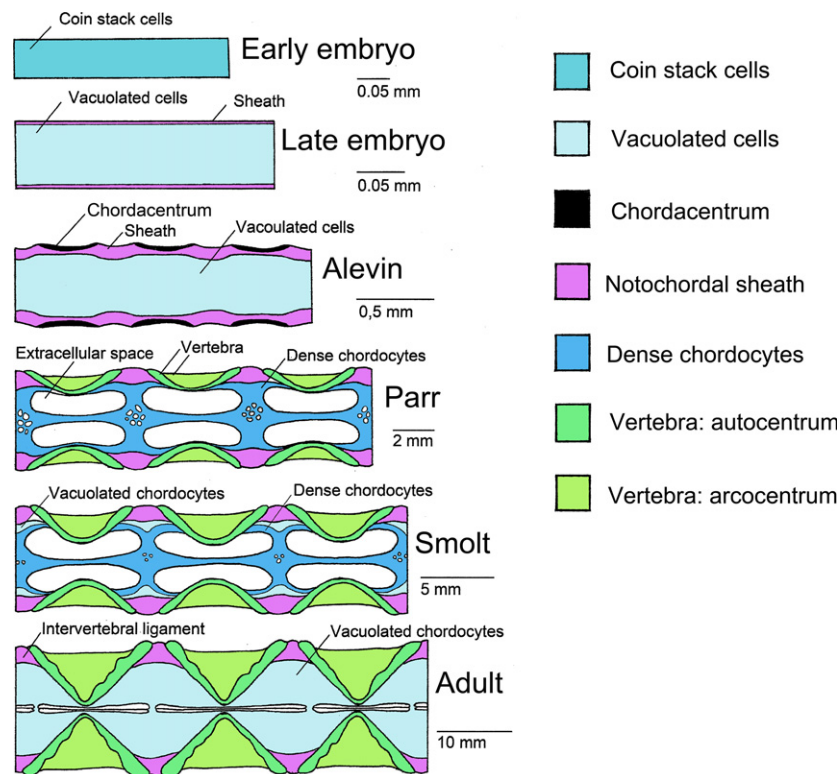 Coin stack cells
Early embryo
0.05 mm
Vacuolated cells
Sheath
Late embryo
0.05 mm
Chordacentrum
Sheath
Vacoulated cells
Alevin
0,5 mm
Extracellular space
Vertebra
Dense chordocytes
Parr
2 mm
Vacuolated chordocytes
Dense chordocytes
Smolt
5 mm
Intervertebral ligament
Vacuolated chordocytes
Adult
10 mm
Coin stack cells
Vacuolated cells
Chordacentrum
Notochordal sheath
Dense chordocytes
Vertebra: autocentrum
Vertebra: arcocentrum